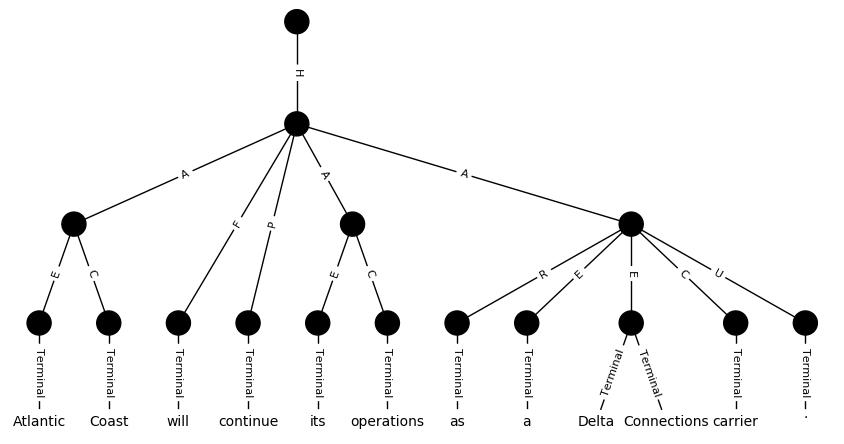 H
A F P A A
E C E C R E E C U
Terminal Terminal Terminal Terminal Terminal Terminal Terminal Terminal Terminal Terminal Terminal Terminal
Atlantic Coast will continue its operations as a Delta Connections carrier .